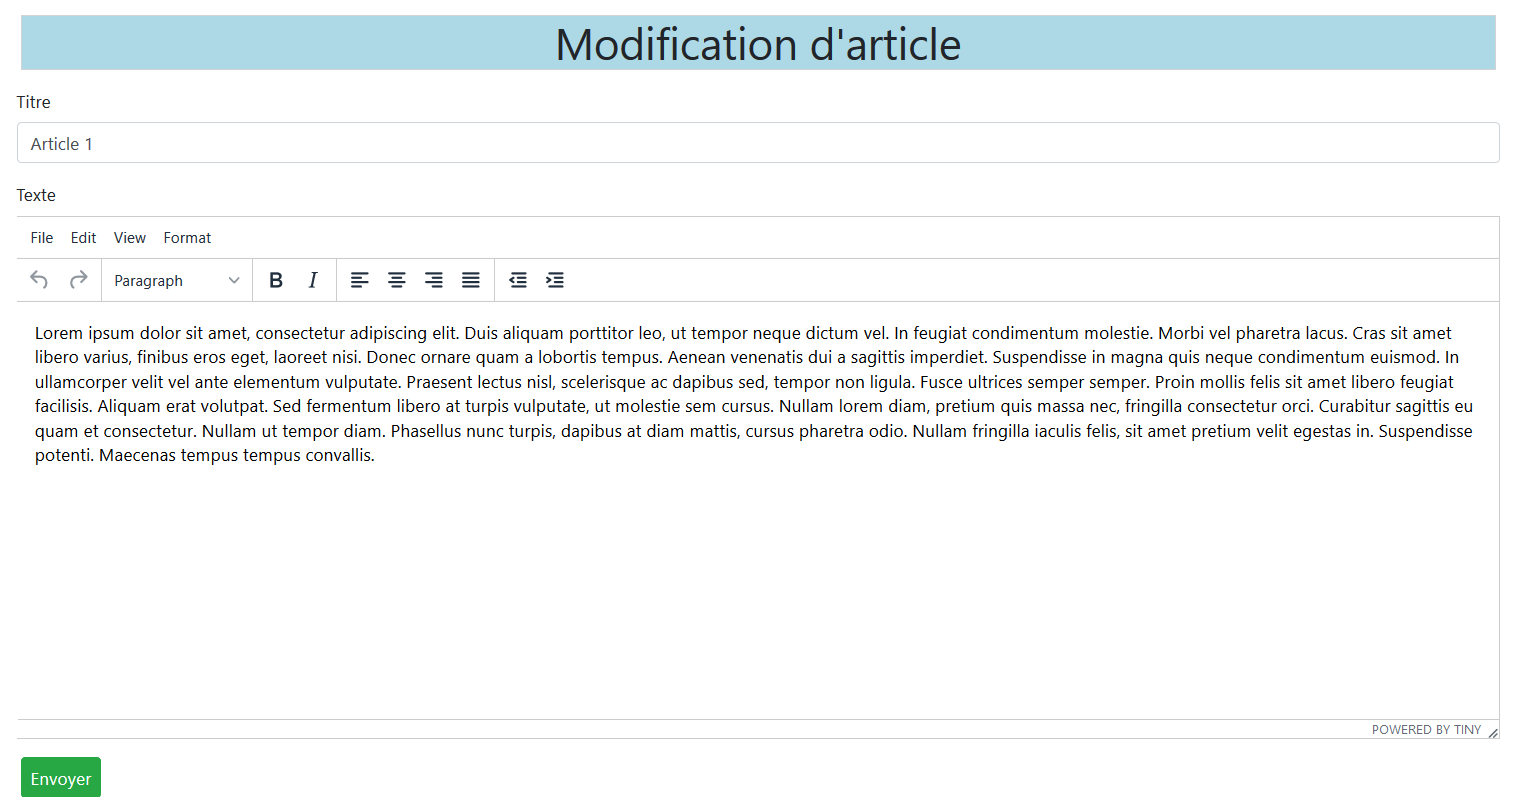 Modification d'article
Titre
Article 1
Texte
File Edit View Format
Paragraph B I
Lorem ipsum dolor sit amet, consectetur adipiscing elit. Duis aliquam porttitor leo, ut tempor neque dictum vel. In feugiat condimentum molestie. Morbi vel pharetra lacus. Cras sit amet
libero varius, finibus eros eget, laoreet nisi. Donec ornare quam a lobortis tempus. Aenean venenatis dui a sagittis imperdiet. Suspendisse in magna quis neque condimentum euismod. In
ullamcorper velit vel ante elementum vulputate. Praesent lectus nisl, scelerisque ac dapibus sed, tempor non ligula. Fusce ultrices semper semper. Proin mollis felis sit amet libero feugiat
facilisis. Aliquam erat volutpat. Sed fermentum libero at turpis vulputate, ut molestie sem cursus. Nullam lorem diam, pretium quis massa nec, fringilla consectetur orci. Curabitur sagittis eu
quam et consectetur. Nullam ut tempor diam. Phasellus nunc turpis, dapibus at diam mattis, cursus pharetra odio. Nullam fringilla iaculis felis, sit amet pretium velit egestas in. Suspendisse
potenti. Maecenas tempus tempus convallis.
POWERED BY TINY
Envoyer